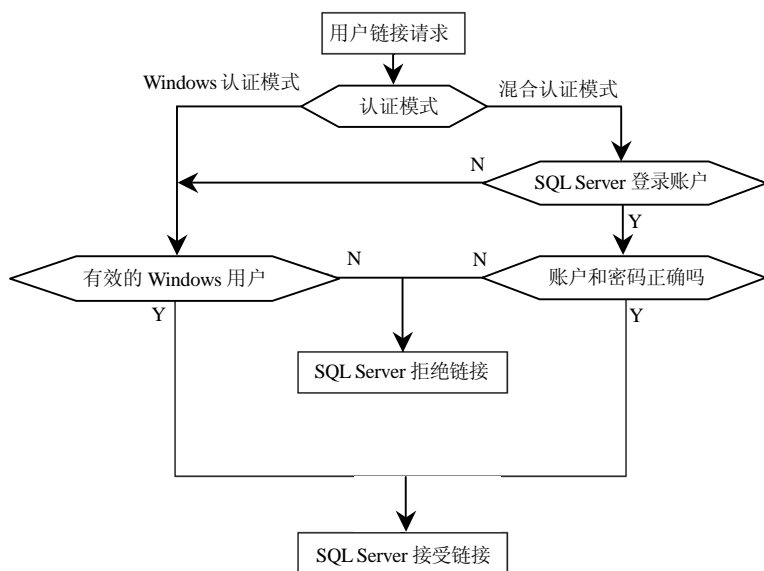 用户链接请求
Windows 认证模式
认证模式
混合认证模式
N
SQL Server 登录账户
Y
有效的 Windows 用户
N
N
账户和密码正确吗
Y
Y
SQL Server 拒绝链接
SQL Server 接受链接